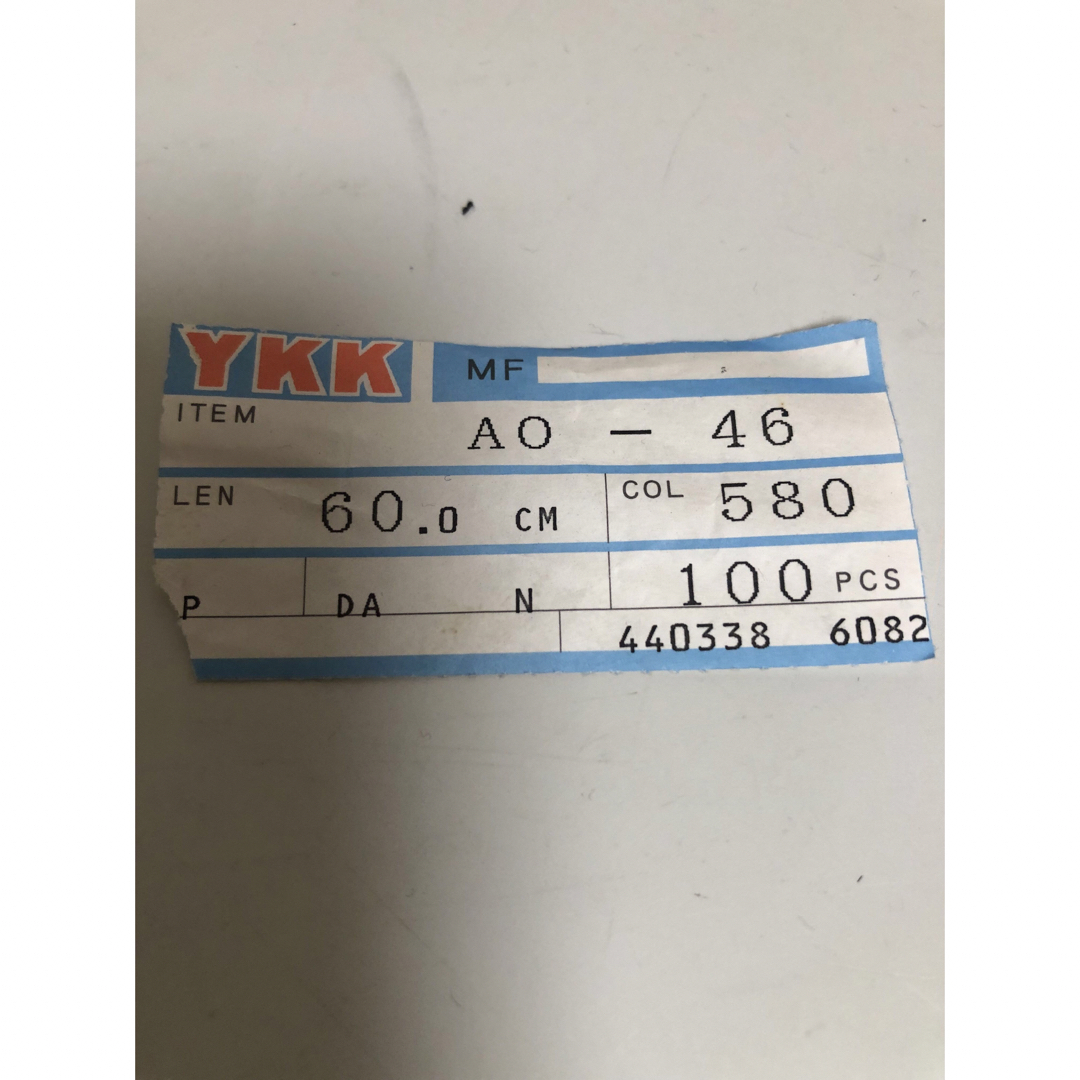 YKK MF
ITEM AO - 46
LEN 60.0 CM COL 580
P DA N 100 PCS
440338 6082